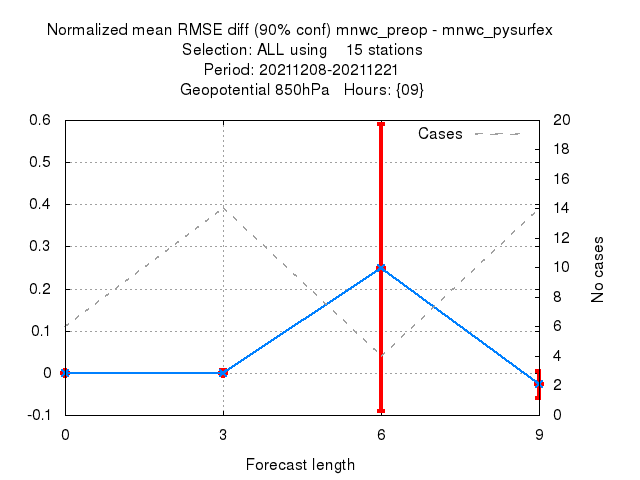 Normalized mean RMSE diff (90% conf) mnwc_preop - mnwc_pysurfex
Selection: ALL using 15 stations
Period: 20211208-20211221
Geopotential 850hPa Hours: {09}
Cases
0.6
0.5
0.4
0.3
0.2
0.1
0
-0.1
20
18
16
14
12
10
8
6
4
2
0
No cases
0 3 6 9
Forecast length